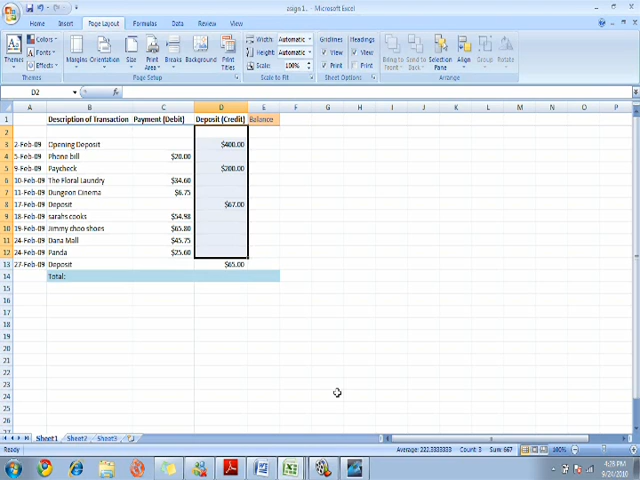 asign 1. - Microsoft Excel
Home Insert Page Layout Formulas Data Review View
Themes Colors Fonts Effects Margins Orientation Size Print Area Breaks Background Print Titles Width: Automatic Height: Automatic Scale: 100% Gridlines View Print Headings View Print Bring to Front Send to Back Selection Pane Align Group Rotate
Themes Page Setup Scale to Fit Sheet Options Arrange
D2 fx
A B C D E F G H I J K L M N O P
1 Description of Transaction Payment (Debit) Deposit (Credit) Balance
2
3 2-Feb-09 Opening Deposit $400.00
4 5-Feb-09 Phone bill $20.00
5 9-Feb-09 Paycheck $200.00
6 10-Feb-09 The Floral Laundry $34.60
7 11-Feb-09 Dungeon Cinema $6.75
8 17-Feb-09 Deposit $67.00
9 18-Feb-09 sarahs cooks $54.98
10 19-Feb-09 Jimmy choo shoes $65.80
11 24-Feb-09 Dana Mall $45.75
12 24-Feb-09 Panda $25.60
13 27-Feb-09 Deposit $65.00
14 Total:
15
16
17
18
19
20
21
22
23
24
25
26
27
Sheet1 Sheet2 Sheet3
Ready Average: 222.3333333 Count: 3 Sum: 667 100%
4:28 PM
9/24/2010